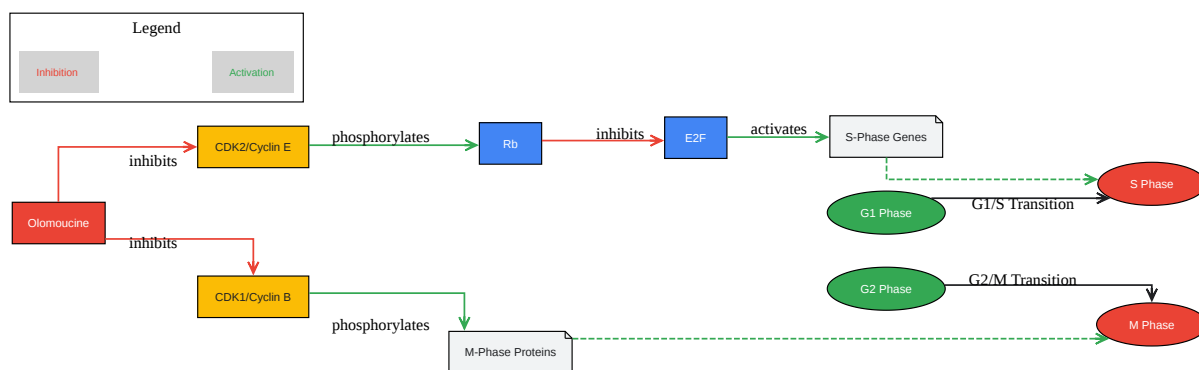 Legend
Inhibition
Activation
inhibits
CDK2/Cyclin E
phosphorylates
Rb
inhibits
E2F
activates
S-Phase Genes
S Phase
G1 Phase
G1/S Transition
Olomoucine
inhibits
CDK1/Cyclin B
phosphorylates
M-Phase Proteins
G2 Phase
G2/M Transition
M Phase